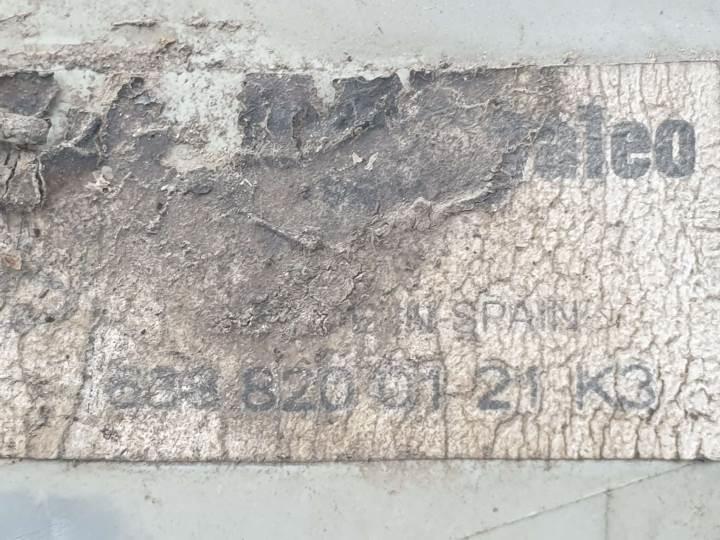 valeo
IN SPAIN
820 01 21 K3